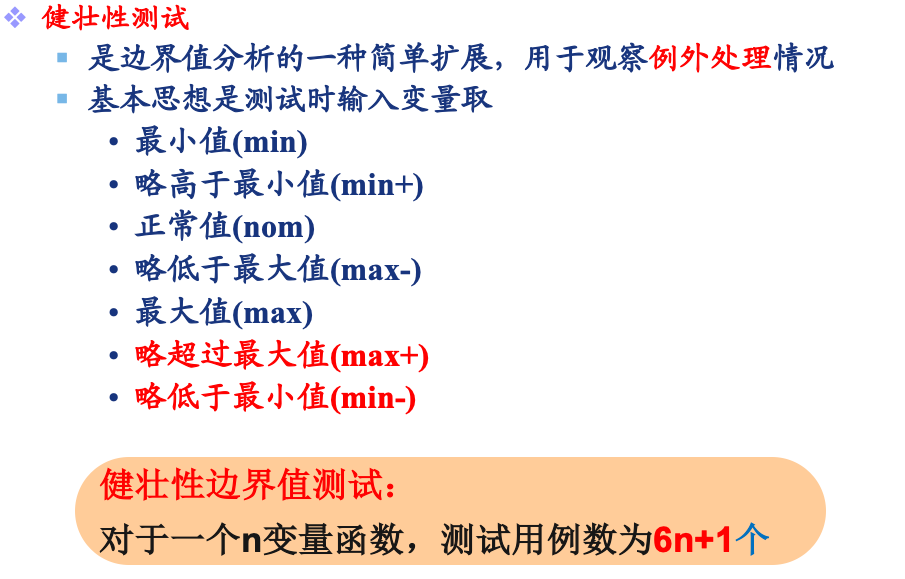 健壮性测试
是边界值分析的一种简单扩展，用于观察例外处理情况
基本思想是测试时输入变量取
• 最小值(min)
• 略高于最小值(min+)
• 正常值(nom)
• 略低于最大值(max-)
• 最大值(max)
• 略超过最大值(max+)
• 略低于最小值(min-)
健壮性边界值测试：
对于一个n变量函数，测试用例数为6n+1个